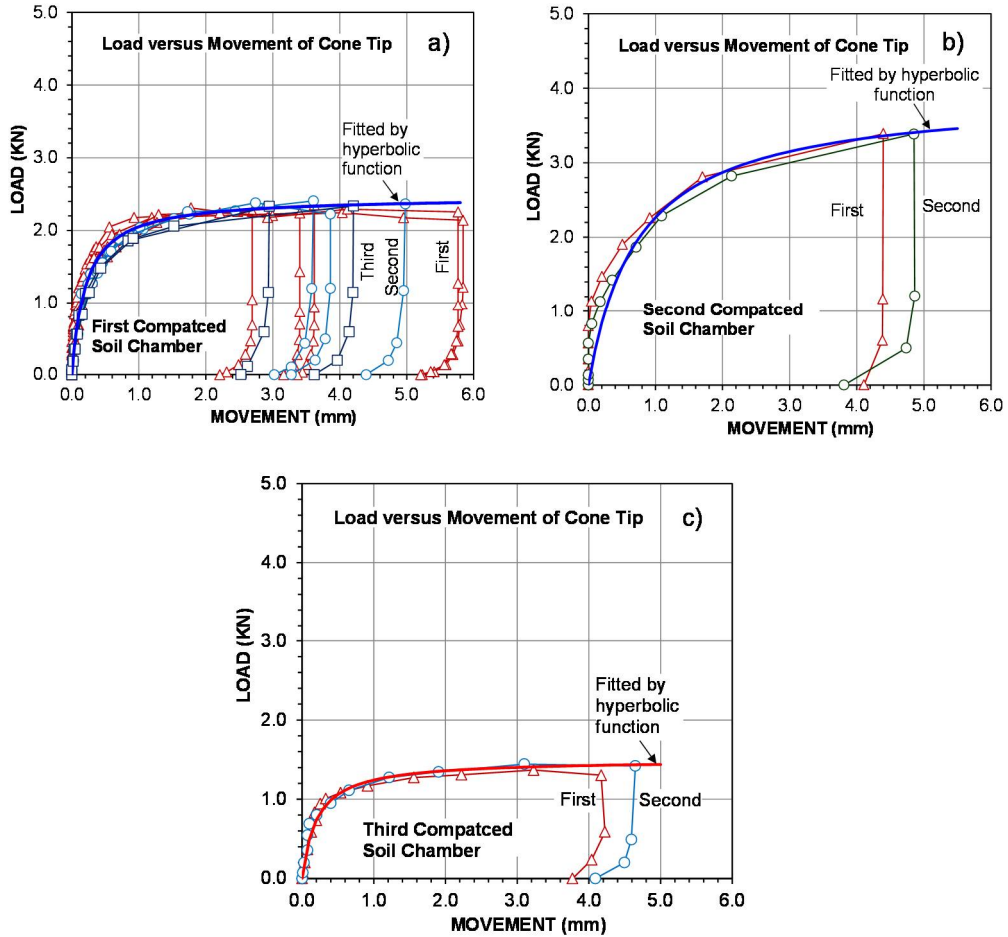 Load versus Movement of Cone Tip
a)
5.0
4.0
3.0
2.0
1.0
0.0
LOAD (KN)
Fitted by
hyperbolic
function
Third
Second
First
First Compatced
Soil Chamber
0.0 1.0 2.0 3.0 4.0 5.0 6.0
MOVEMENT (mm)
Load versus Movement of Cone Tip
b)
5.0
4.0
3.0
2.0
1.0
0.0
LOAD (KN)
Fitted by hyperbolic
function
First
Second
Second Compatced
Soil Chamber
0.0 1.0 2.0 3.0 4.0 5.0 6.0
MOVEMENT (mm)
Load versus Movement of Cone Tip
c)
5.0
4.0
3.0
2.0
1.0
0.0
LOAD (KN)
Fitted by
hyperbolic
function
First
Second
Third Compatced
Soil Chamber
0.0 1.0 2.0 3.0 4.0 5.0 6.0
MOVEMENT (mm)